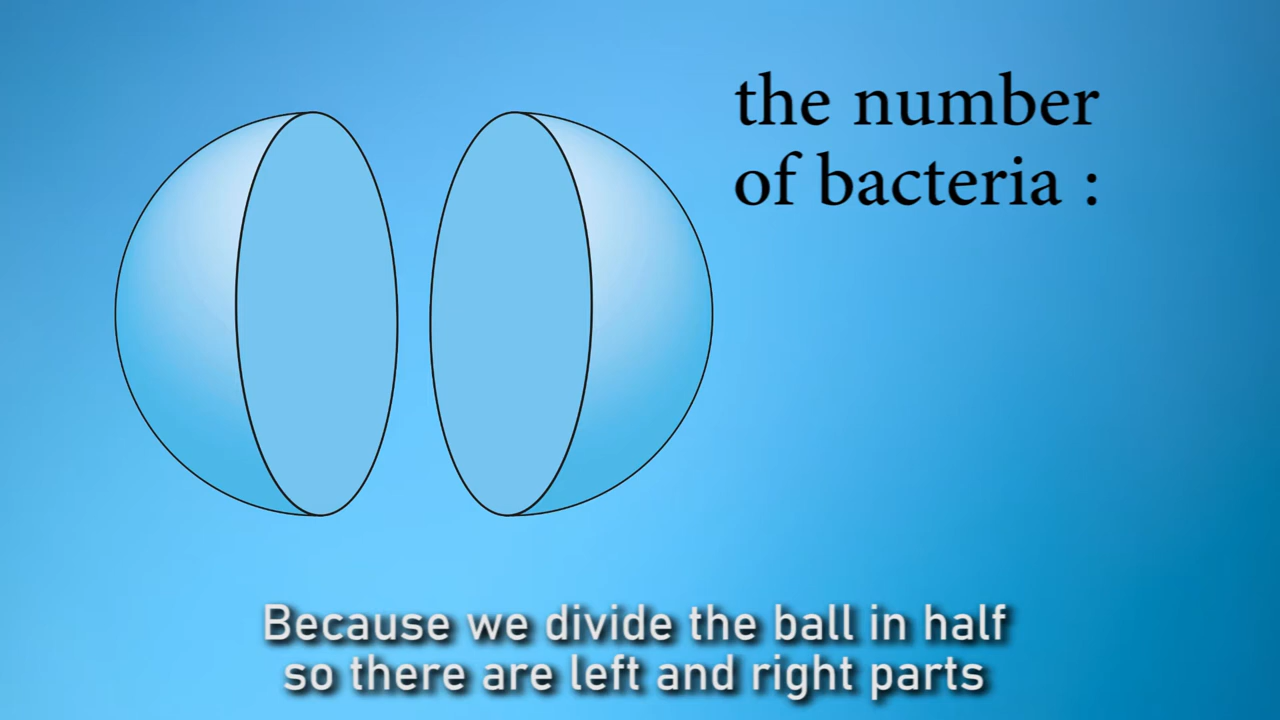 the number
of bacteria :
Because we divide the ball in half
so there are left and right parts